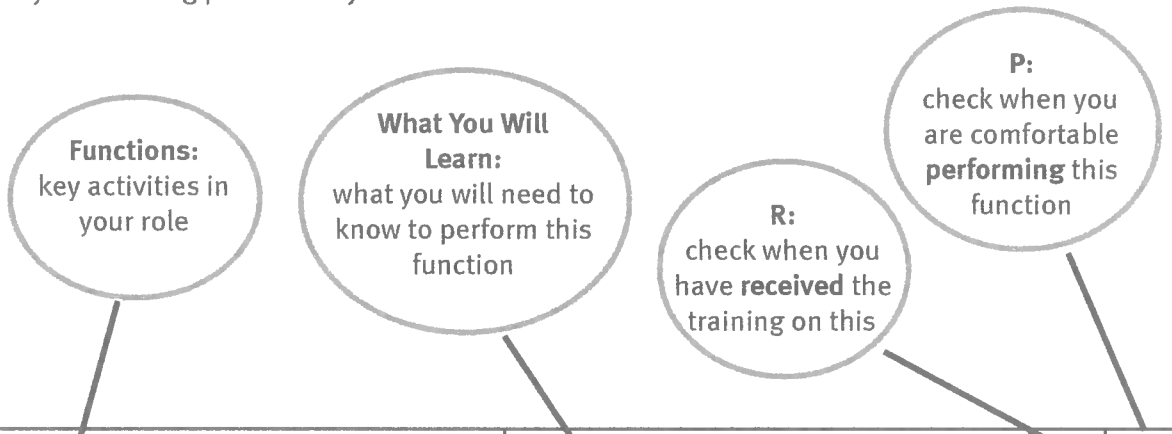 Functions:
key activities in
your role
What You Will
Learn:
what you will need to
know to perform this
function
R:
check when you
have received the
training on this
P:
check when you
are comfortable
performing this
function